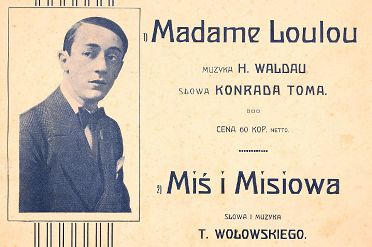 1) Madame Loulou
MUZYKA H. WALDAU
SŁOWA KONRADA TOMA.
CENA 60 KOP. NETTO.
2) Miś i Misiowa
SŁOWA I MUZYKA
T. WOŁOWSKIEGO.